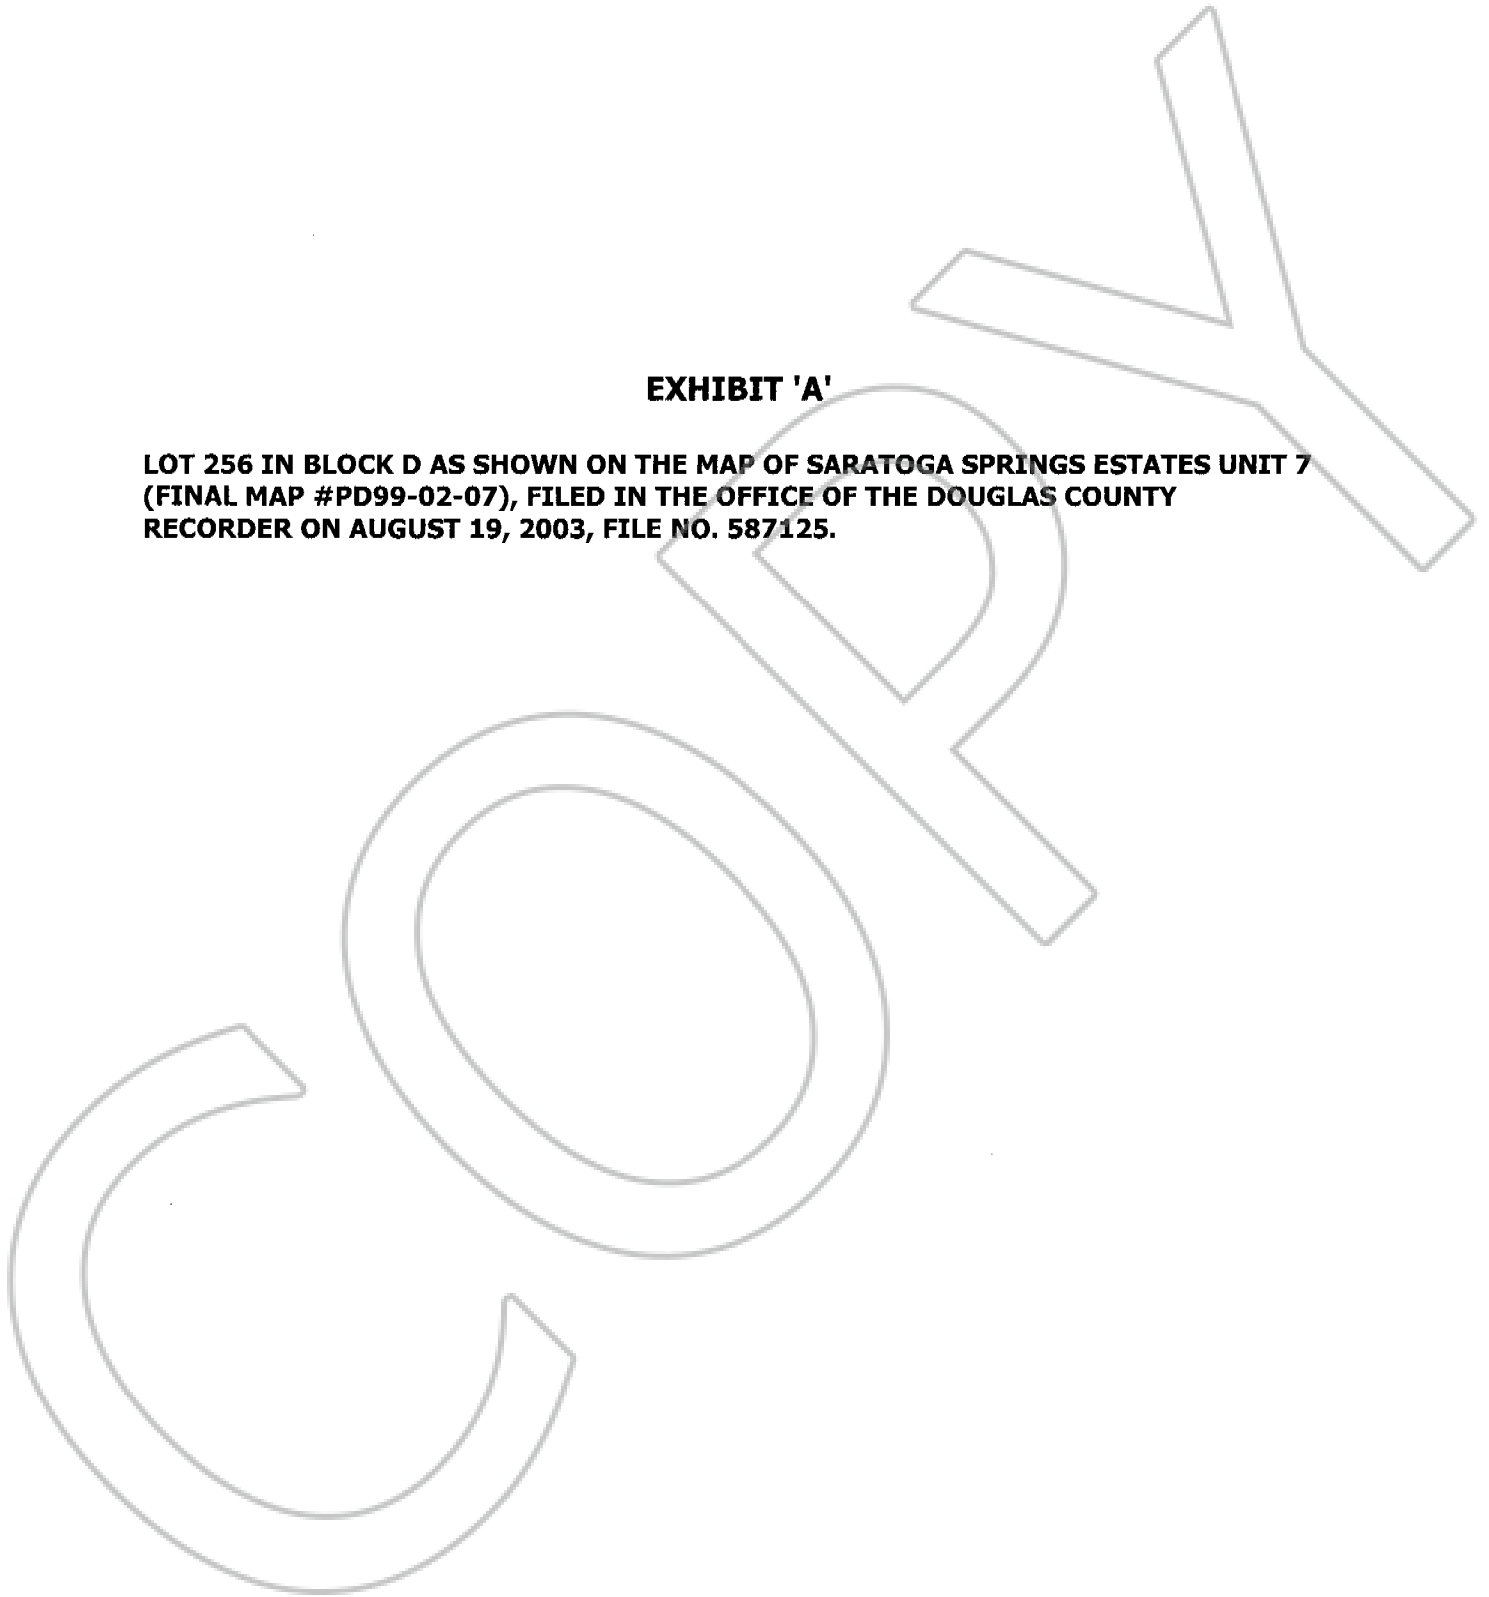 EXHIBIT 'A'
LOT 256 IN BLOCK D AS SHOWN ON THE MAP OF SARATOGA SPRINGS ESTATES UNIT 7
(FINAL MAP #PD99-02-07), FILED IN THE OFFICE OF THE DOUGLAS COUNTY
RECORDER ON AUGUST 19, 2003, FILE NO. 587125.
COPY